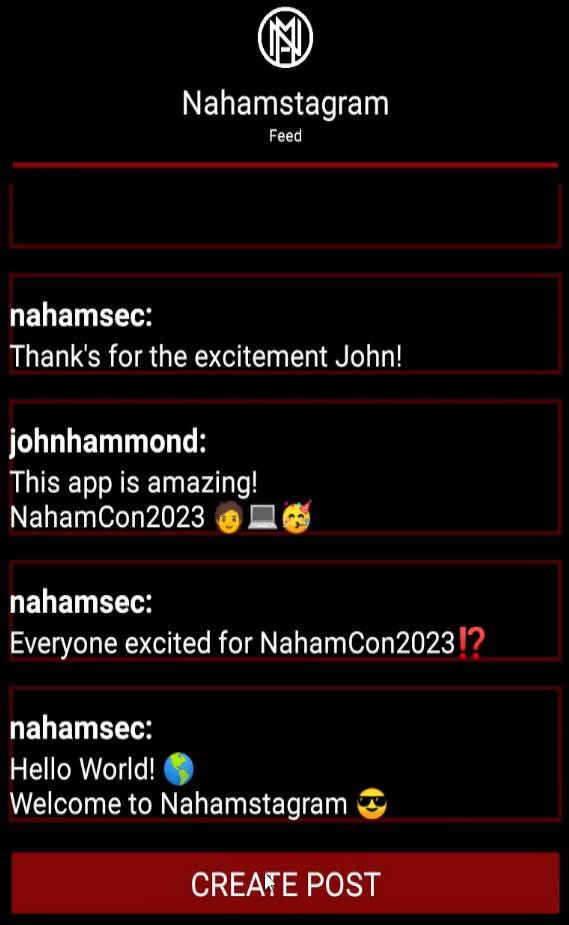 Nahamstagram
Feed
nahamsec:
Thank's for the excitement John!
johnhammond:
This app is amazing!
NahamCon2023 🧑💻🥳
nahamsec:
Everyone excited for NahamCon2023⁉️
nahamsec:
Hello World! 🌎
Welcome to Nahamstagram 😎
CREATE POST